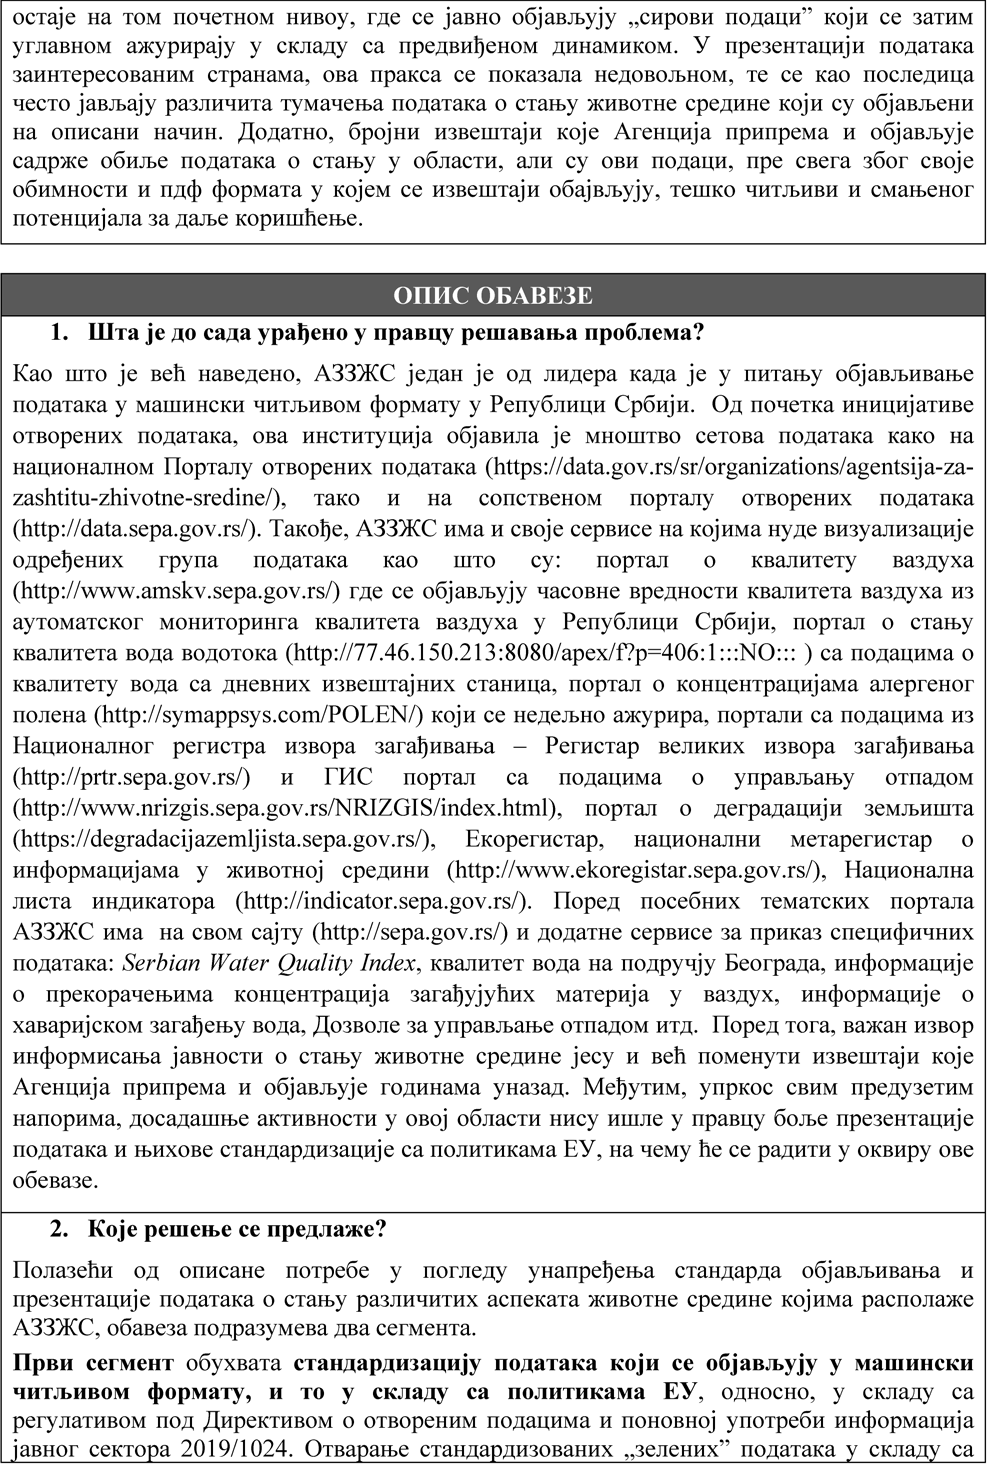 остаје на том почетном нивоу, где се јавно објављују „сирови подаци” који се затим
углавном ажурирају у складу са предвиђеном динамиком. У презентацији података
заинтересованим странама, ова пракса се показала недовољном, те се као последица
често јављају различита тумачења података о стању животне средине који су објављени
на описани начин. Додатно, бројни извештаји које Агенција припрема и објављује
садрже обиље података о стању у области, али су ови подаци, пре свега због своје
обимности и пдф формата у којем се извештаји обајвљују, тешко читљиви и смањеног
потенцијала за даље коришћење.
ОПИС ОБАВЕЗЕ
1. Шта је до сада урађено у правцу решавања проблема?
Као што је већ наведено, АЗЗЖС један је од лидера када је у питању објављивање
података у машински читљивом формату у Републици Србији. Од почетка иницијативе
отворених података, ова институција објавила је мноштво сетова података како на
националном Порталу отворених података (https://data.gov.rs/sr/organizations/agentsija-za-
zashtitu-zhivotne-sredine/), тако и на сопственом порталу отворених података
(http://data.sepa.gov.rs/). Такође, АЗЗЖС има и своје сервисе на којима нуде визуализације
одређених група података као што су: портал о квалитету ваздуха
(http://www.amskv.sepa.gov.rs/) где се објављују часовне вредности квалитета ваздуха из
аутоматског мониторинга квалитета ваздуха у Републици Србији, портал о стању
квалитета вода водотока (http://77.46.150.213:8080/apex/f?p=406:1:::NO::: ) са подацима о
квалитету вода са дневних извештајних станица, портал о концентрацијама алергеног
полена (http://symappsys.com/POLEN/) који се недељно ажурира, портали са подацима из
Националног регистра извора загађивања – Регистар великих извора загађивања
(http://prtr.sepa.gov.rs/) и ГИС портал са подацима о управљању отпадом
(http://www.nrizgis.sepa.gov.rs/NRIZGIS/index.html), портал о деградацији земљишта
(https://degradacijazemljista.sepa.gov.rs/), Екорегистар, национални метарегистар о
информацијама у животној средини (http://www.ekoregistar.sepa.gov.rs/), Национална
листа индикатора (http://indicator.sepa.gov.rs/). Поред посебних тематских портала
АЗЗЖС има на свом сајту (http://sepa.gov.rs/) и додатне сервисе за приказ специфичних
података: Serbian Water Quality Index, квалитет вода на подручју Београда, информације
о прекорачењима концентрација загађујућих материја у ваздух, информације о
хаваријском загађењу вода, Дозволе за управљање отпадом итд. Поред тога, важан извор
информисања јавности о стању животне средине јесу и већ поменути извештаји које
Агенција припрема и објављује годинама уназад. Међутим, упркос свим предузетим
напорима, досадашње активности у овој области нису ишле у правцу боље презентације
података и њихове стандардизације са политикама ЕУ, на чему ће се радити у оквиру ове
обевазе.
2. Које решење се предлаже?
Полазећи од описане потребе у погледу унапређења стандарда објављивања и
презентације података о стању различитих аспеката животне средине којима располаже
АЗЗЖС, обавеза подразумева два сегмента.
Први сегмент обухвата стандардизацију података који се објављују у машински
читљивом формату, и то у складу са политикама ЕУ, односно, у складу са
регулативом под Директивом о отвореним подацима и поновној употреби информација
јавног сектора 2019/1024. Отварање стандардизованих „зелених” података у складу са